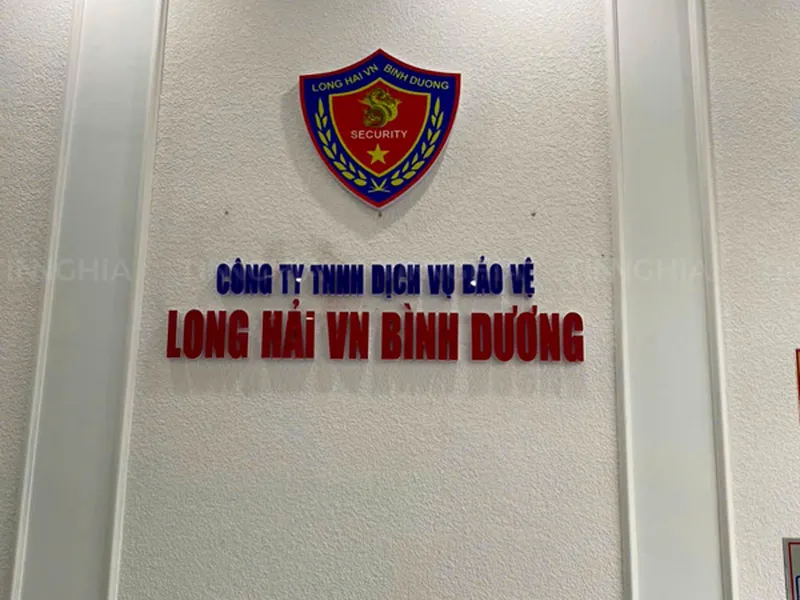 LONG HAI VN BINH DUONG
SECURITY
CÔNG TY TNHH DỊCH VỤ BẢO VỆ
LONG HẢI VN BÌNH DƯƠNG